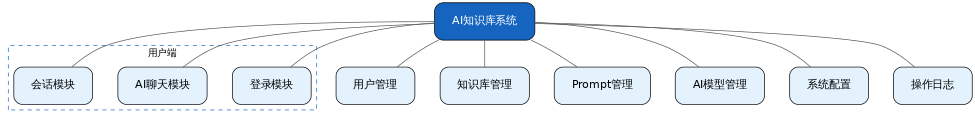 AI知识库系统
用户端
会话模块
AI聊天模块
登录模块
用户管理
知识库管理
Prompt管理
AI模型管理
系统配置
操作日志